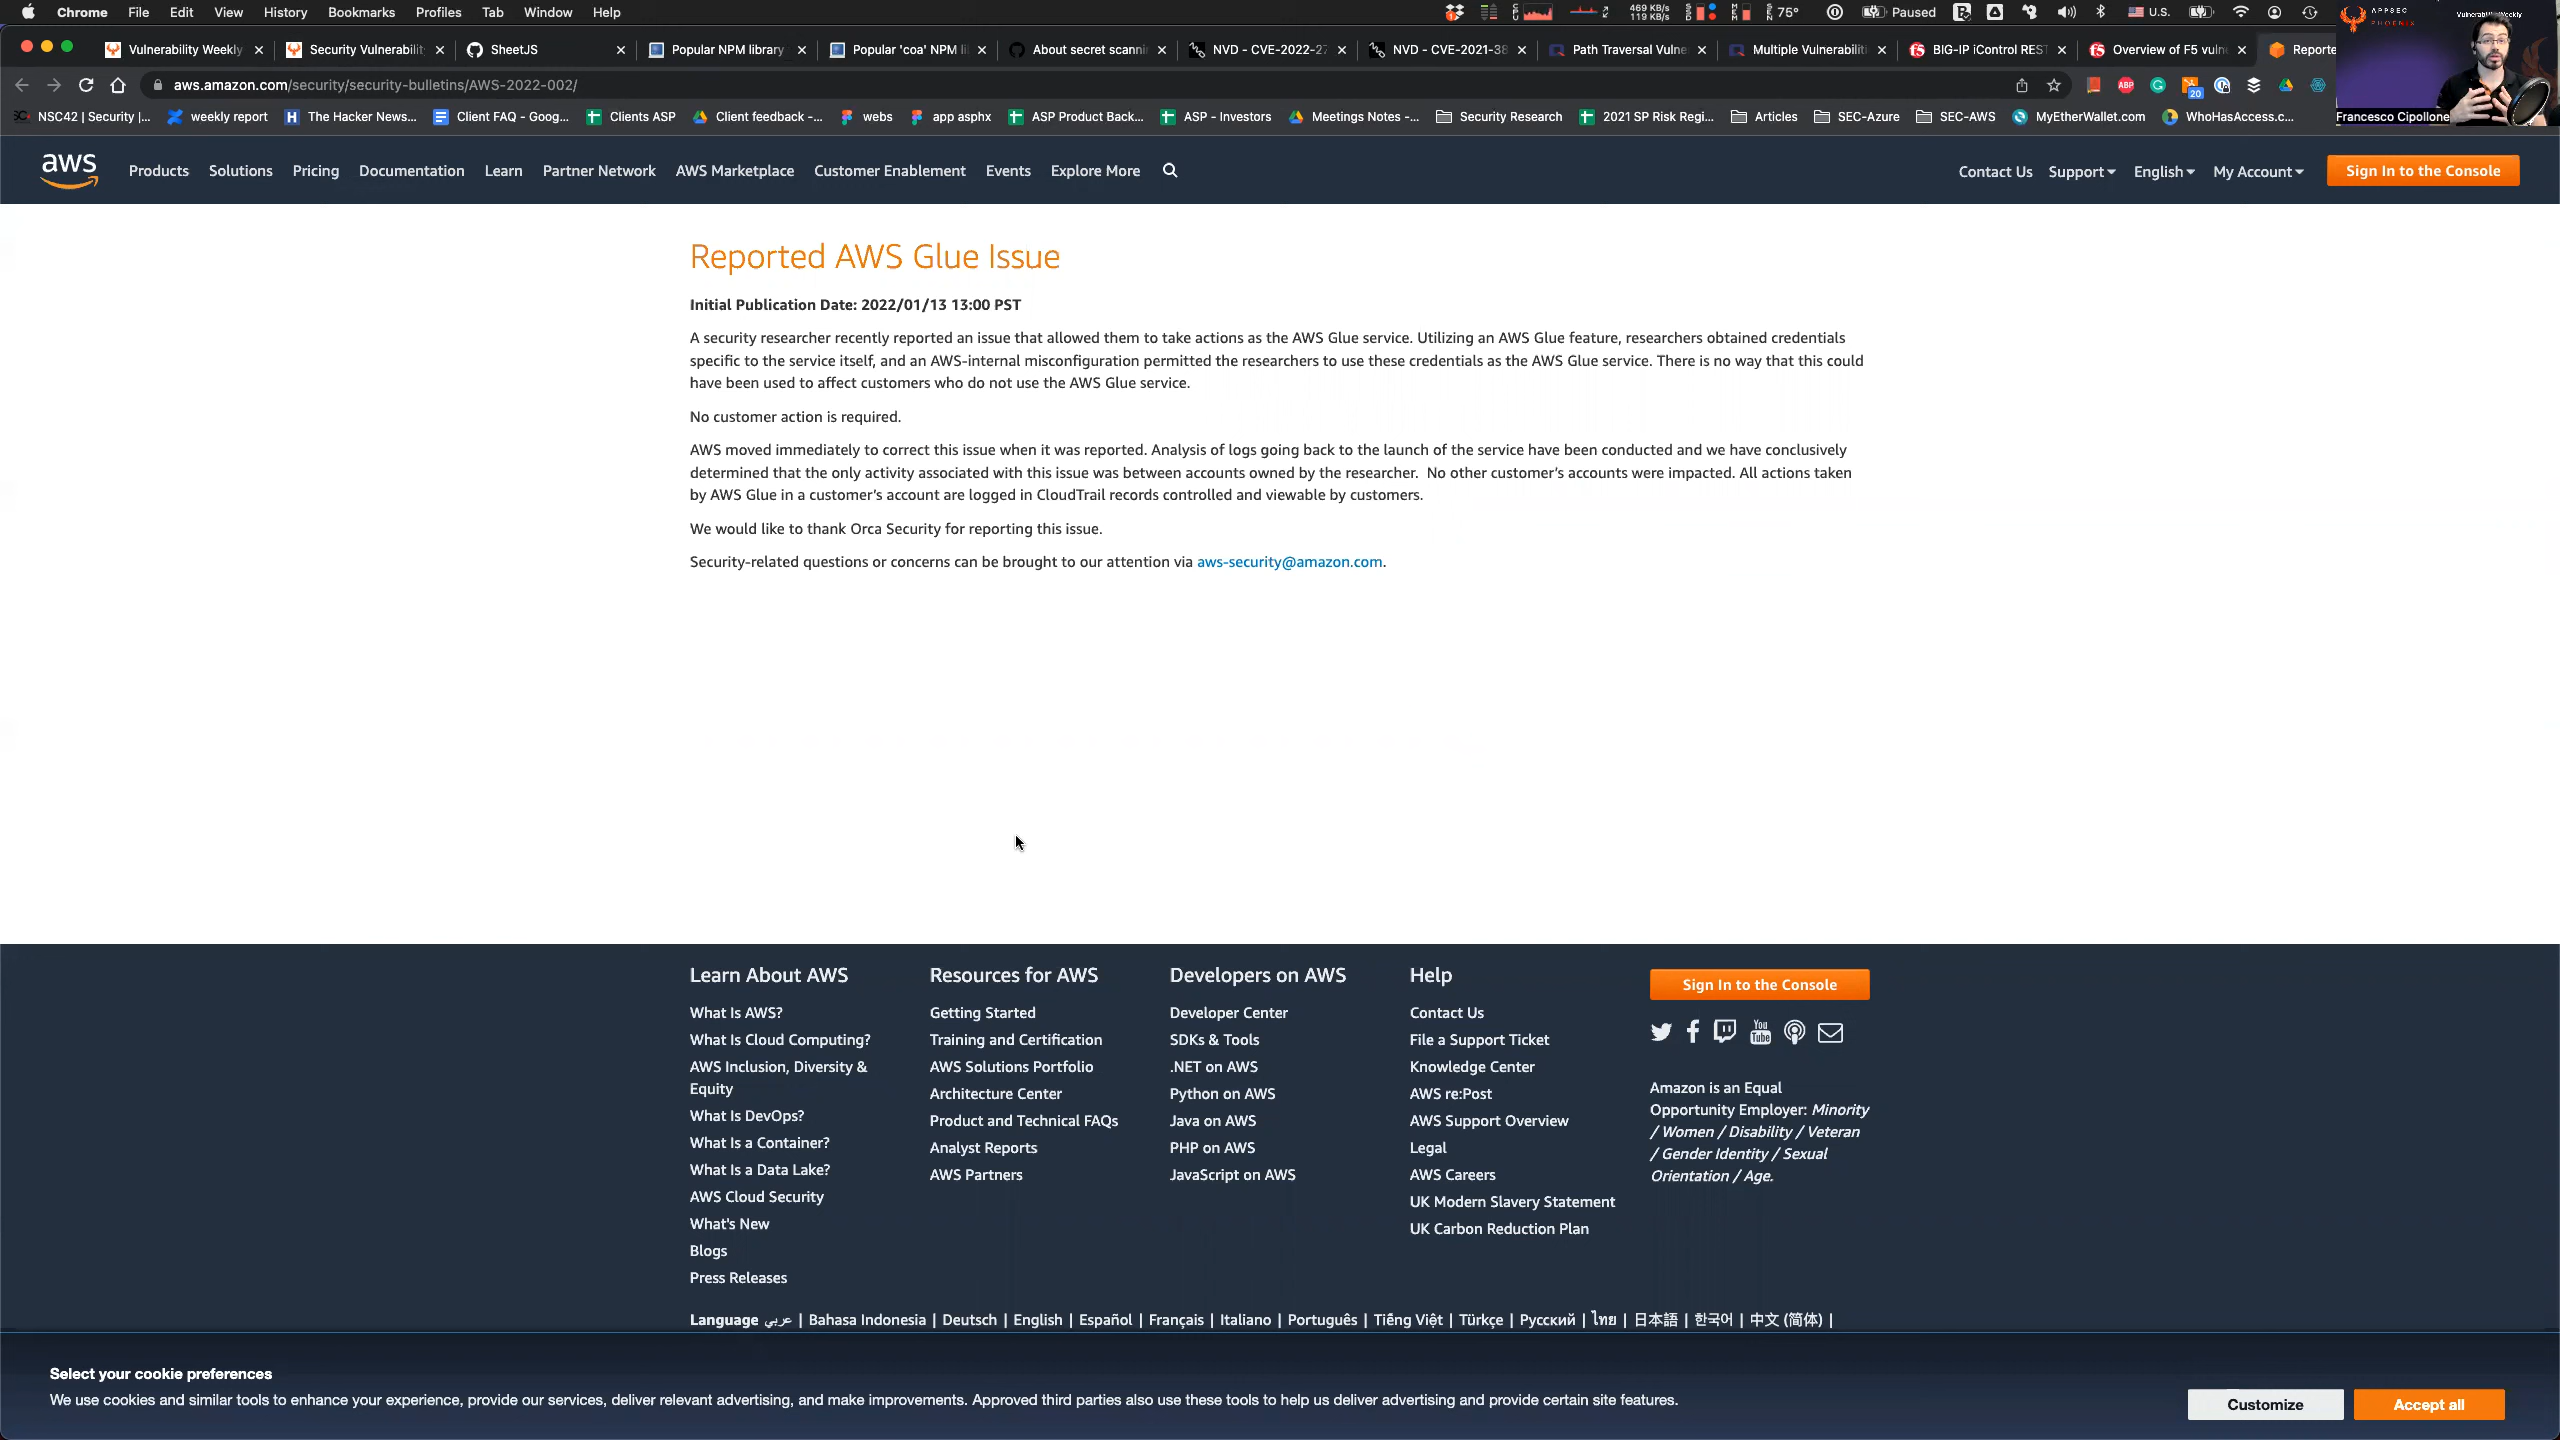 Chrome File Edit View History Bookmarks Profiles Tab Window Help 469 KB/s 119 KB/s 75° Paused U.S.
APPSEC PHOENIX
Vulnerability Weekly × Security Vulnerabilit × SheetJS × Popular NPM library × Popular 'coa' NPM li × About secret scannin × NVD - CVE-2022-2 × NVD - CVE-2021-38 × Path Traversal Vulne × Multiple Vulnerabiliti × BIG-IP iControl REST × Overview of F5 vuln × Reporte
aws.amazon.com/security/security-bulletins/AWS-2022-002/
ABP 20
NSC42 | Security |... weekly report The Hacker News... Client FAQ - Goog... Clients ASP Client feedback -... webs app asphx ASP Product Back... ASP - Investors Meetings Notes -... Security Research 2021 SP Risk Regi... Articles SEC-Azure SEC-AWS MyEtherWallet.com WhoHasAccess.c...
Francesco Cipollone
aws Products Solutions Pricing Documentation Learn Partner Network AWS Marketplace Customer Enablement Events Explore More Contact Us Support English My Account Sign In to the Console
Reported AWS Glue Issue
Initial Publication Date: 2022/01/13 13:00 PST
A security researcher recently reported an issue that allowed them to take actions as the AWS Glue service. Utilizing an AWS Glue feature, researchers obtained credentials
specific to the service itself, and an AWS-internal misconfiguration permitted the researchers to use these credentials as the AWS Glue service. There is no way that this could
have been used to affect customers who do not use the AWS Glue service.
No customer action is required.
AWS moved immediately to correct this issue when it was reported. Analysis of logs going back to the launch of the service have been conducted and we have conclusively
determined that the only activity associated with this issue was between accounts owned by the researcher. No other customer's accounts were impacted. All actions taken
by AWS Glue in a customer's account are logged in CloudTrail records controlled and viewable by customers.
We would like to thank Orca Security for reporting this issue.
Security-related questions or concerns can be brought to our attention via aws-security@amazon.com.
Learn About AWS
What Is AWS?
What Is Cloud Computing?
AWS Inclusion, Diversity &
Equity
What Is DevOps?
What Is a Container?
What Is a Data Lake?
AWS Cloud Security
What's New
Blogs
Press Releases
Resources for AWS
Getting Started
Training and Certification
AWS Solutions Portfolio
Architecture Center
Product and Technical FAQs
Analyst Reports
AWS Partners
Developers on AWS
Developer Center
SDKs & Tools
.NET on AWS
Python on AWS
Java on AWS
PHP on AWS
JavaScript on AWS
Help
Contact Us
File a Support Ticket
Knowledge Center
AWS re:Post
AWS Support Overview
Legal
AWS Careers
UK Modern Slavery Statement
UK Carbon Reduction Plan
Sign In to the Console
You Tube
Amazon is an Equal
Opportunity Employer: Minority
/ Women / Disability / Veteran
/ Gender Identity / Sexual
Orientation / Age.
Language عربي | Bahasa Indonesia | Deutsch | English | Español | Français | Italiano | Português | Tiếng Việt | Türkçe | Ρусский | ไทย | 日本語 | 한국어 | 中文 (简体) |
Select your cookie preferences
We use cookies and similar tools to enhance your experience, provide our services, deliver relevant advertising, and make improvements. Approved third parties also use these tools to help us deliver advertising and provide certain site features.
Customize Accept all